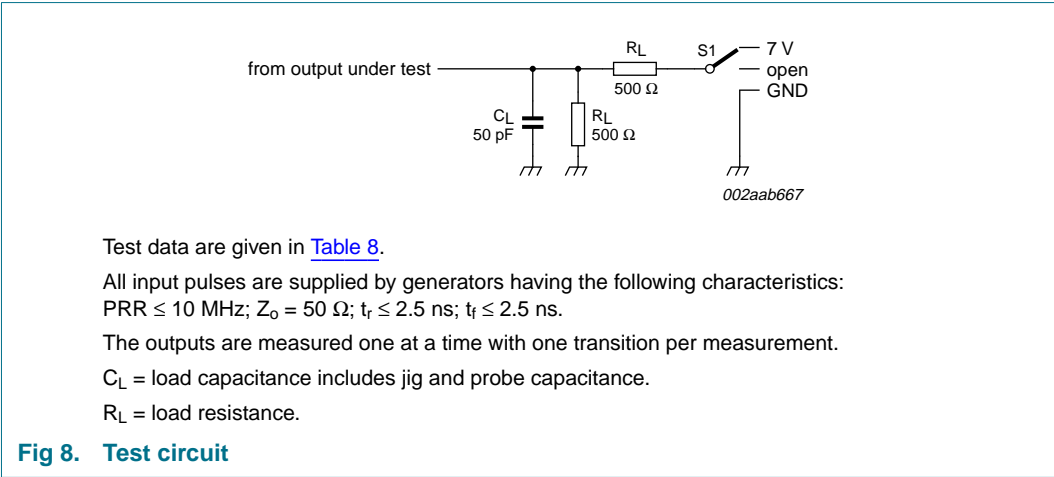 from output under test
RL
500 Ω
S1
7 V
open
GND
CL
50 pF
RL
500 Ω
002aab667
Test data are given in Table 8.
All input pulses are supplied by generators having the following characteristics:
PRR ≤ 10 MHz; Zo = 50 Ω; tr ≤ 2.5 ns; tf ≤ 2.5 ns.
The outputs are measured one at a time with one transition per measurement.
CL = load capacitance includes jig and probe capacitance.
RL = load resistance.
Fig 8. Test circuit